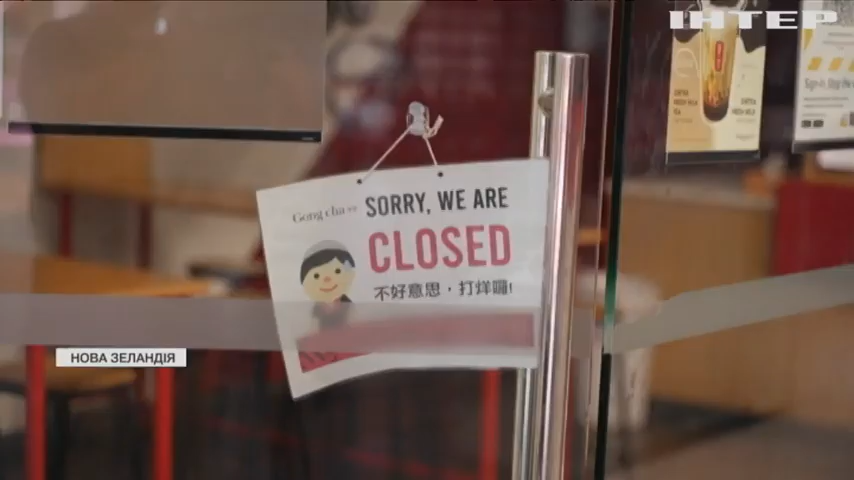 ІНТЕР
Gong cha
SORRY, WE ARE
CLOSED
不好意思，打烊囉!
НОВА ЗЕЛАНДІЯ